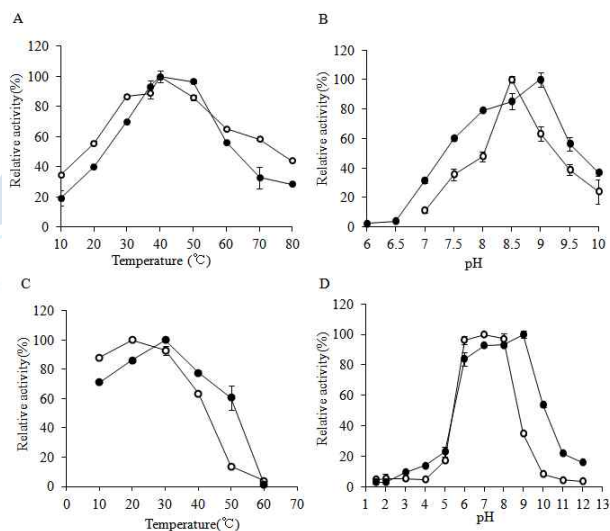 A
Relative activity(%)
120
100
80
60
40
20
0
10 20 30 40 50 60 70 80
Temperature (℃)
B
Relative activity(%)
120
100
80
60
40
20
0
6 6.5 7 7.5 8 8.5 9 9.5 10
pH
C
Relative activity(%)
120
100
80
60
40
20
0
0 10 20 30 40 50 60 70
Temperature(℃)
D
Relative activity(%)
120
100
80
60
40
20
0
1 2 3 4 5 6 7 8 9 10 11 12 13
pH